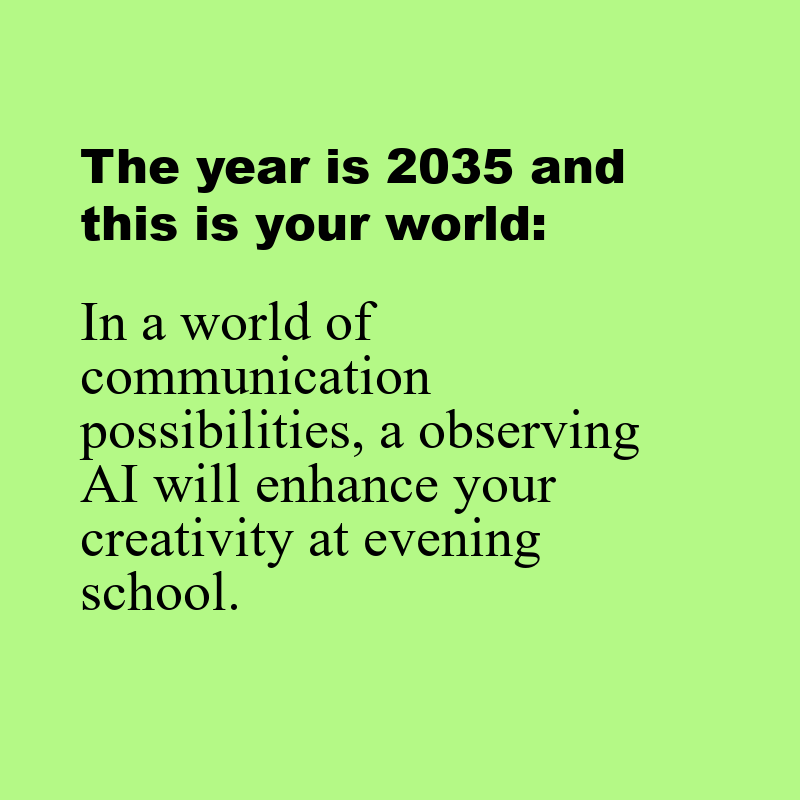 The year is 2035 and
this is your world:
In a world of
communication
possibilities, a observing
AI will enhance your
creativity at evening
school.